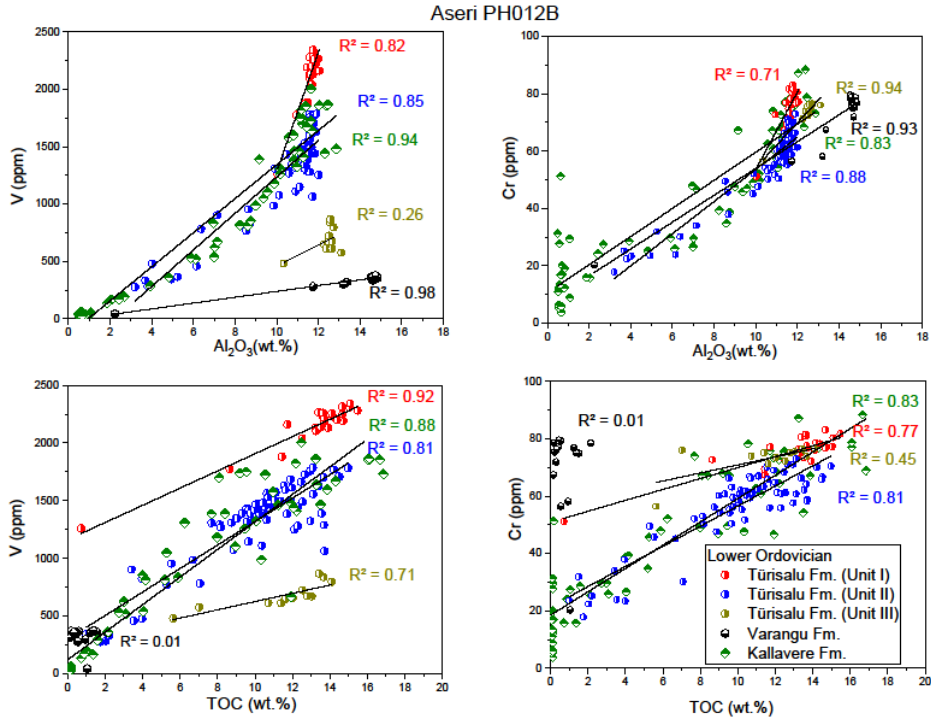 Aseri PH012B
2500
2000
1500
1000
500
0
V (ppm)
0 2 4 6 8 10 12 14 16 18
Al₂O₃(wt.%)
R² = 0.82
R² = 0.85
R² = 0.94
R² = 0.26
R² = 0.98
100
80
60
40
20
0
Cr (ppm)
0 2 4 6 8 10 12 14 16 18
Al₂O₃(wt.%)
R² = 0.71
R² = 0.94
R² = 0.93
R² = 0.83
R² = 0.88
2500
2000
1500
1000
500
0
V (ppm)
0 2 4 6 8 10 12 14 16 18
TOC (wt.%)
R² = 0.92
R² = 0.88
R² = 0.81
R² = 0.71
R² = 0.01
100
80
60
40
20
0
Cr (ppm)
0 2 4 6 8 10 12 14 16 18
TOC (wt.%)
R² = 0.01
R² = 0.83
R² = 0.77
R² = 0.45
R² = 0.81
Lower Ordovician
Türisalu Fm. (Unit I)
Türisalu Fm. (Unit II)
Türisalu Fm. (Unit III)
Varangu Fm.
Kallavere Fm.